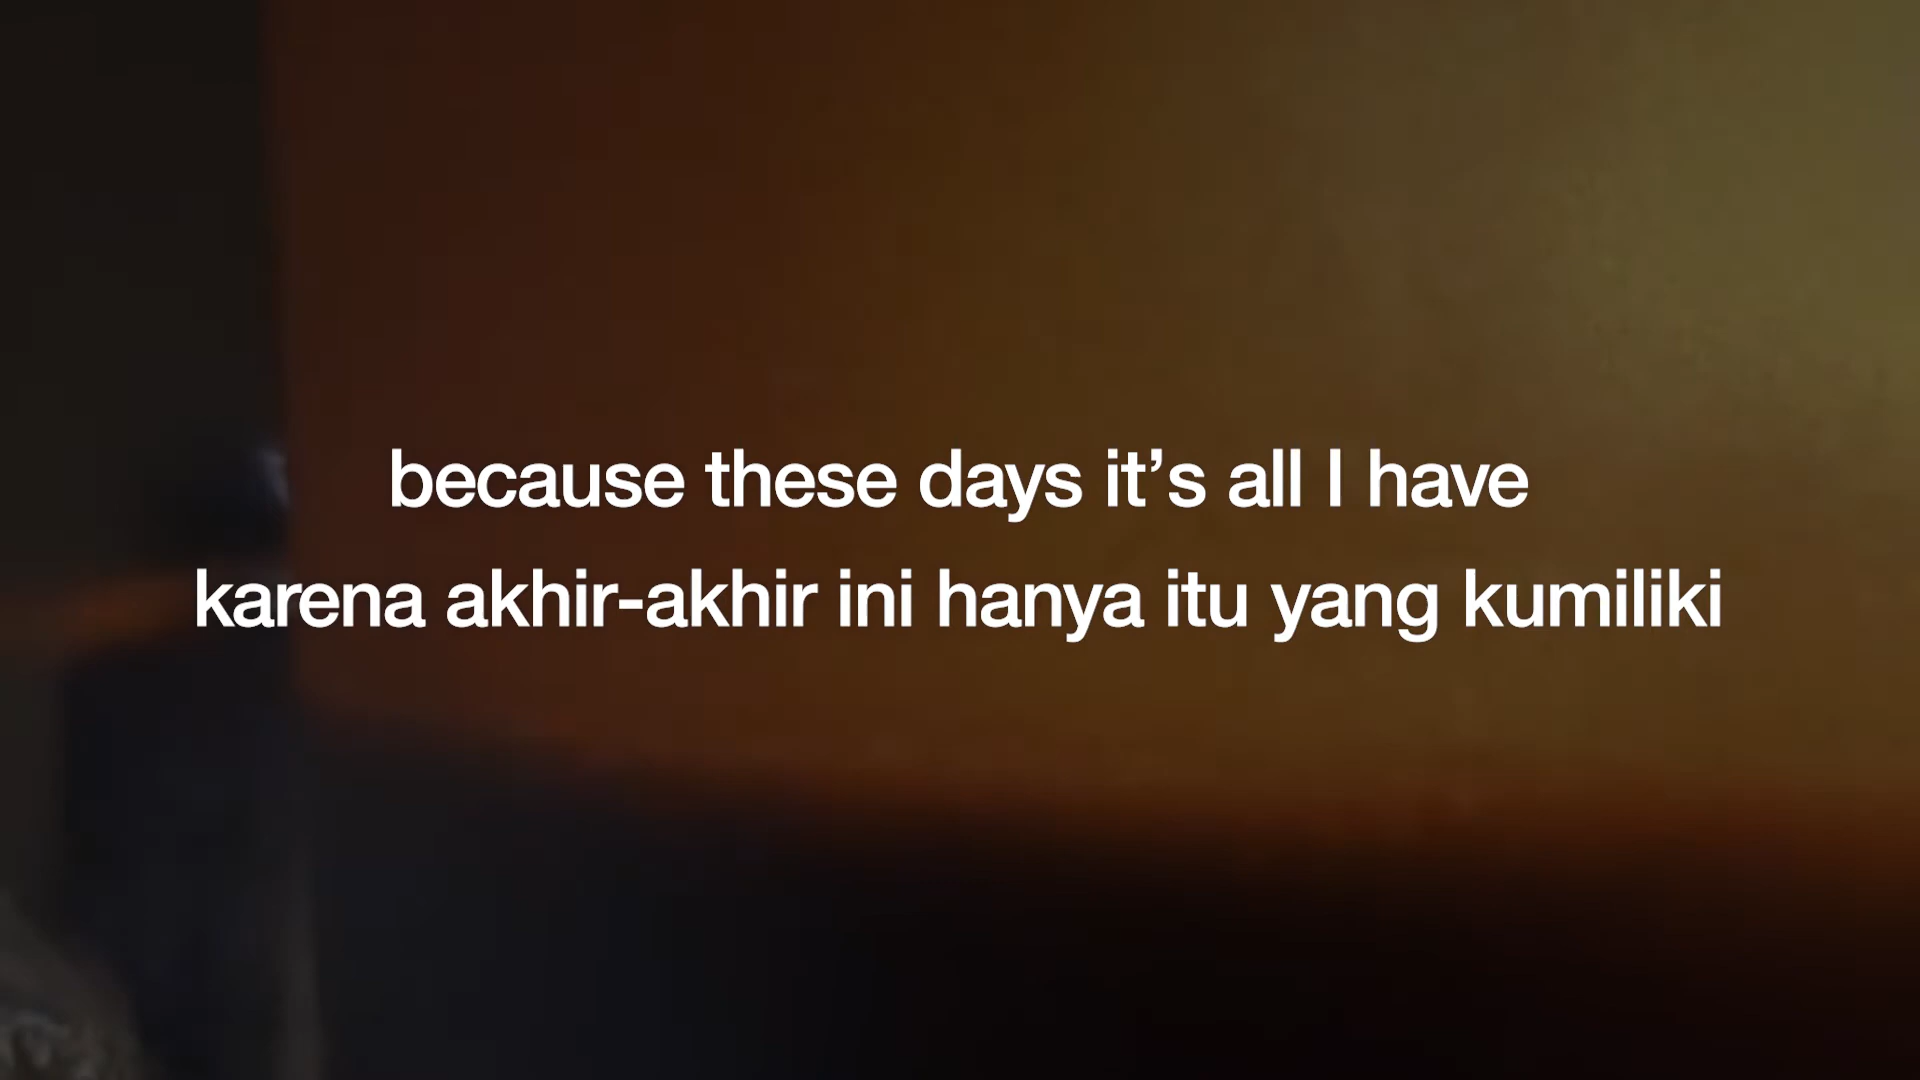 because these days it’s all I have
karena akhir-akhir ini hanya itu yang kumiliki